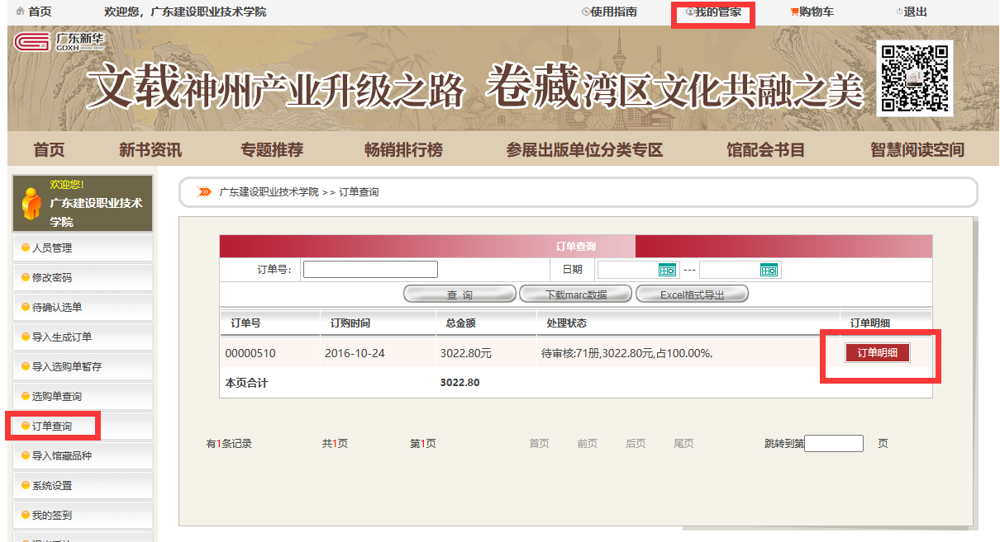 首页 欢迎您，广东建设职业技术学院 使用指南 我的管家 购物车 退出
广东新华
GDXH
文载神州产业升级之路 卷藏湾区文化共融之美
首页 新书资讯 专题推荐 畅销排行榜 参展出版单位分类专区 馆配会书目 智慧阅读空间
欢迎您!
广东建设职业技术
学院
人员管理
修改密码
待确认选单
导入生成订单
导入选购单暂存
选购单查询
订单查询
导入馆藏品种
系统设置
我的签到
广东建设职业技术学院 >> 订单查询
订单查询
订单号: 日期 ---
查 询 下载marc数据 Excel格式导出
订单号 订购时间 总金额 处理状态 订单明细
00000510 2016-10-24 3022.80元 待审核:71册,3022.80元,占100.00%. 订单明细
本页合计 3022.80
有1条记录 共1页 第1页 首页 前页 后页 尾页 跳转到第 页